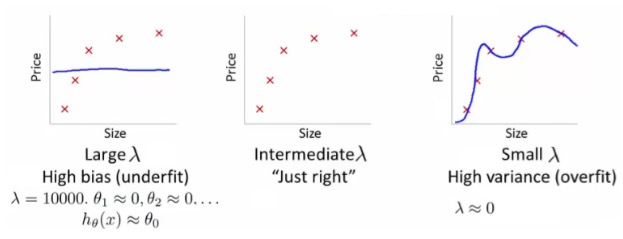 Price
Size
Large λ
High bias (underfit)
λ = 10000. θ₁ ≈ 0, θ₂ ≈ 0. . . .
hθ(x) ≈ θ₀
Price
Size
Intermediate λ
“Just right”
Price
Size
Small λ
High variance (overfit)
λ ≈ 0